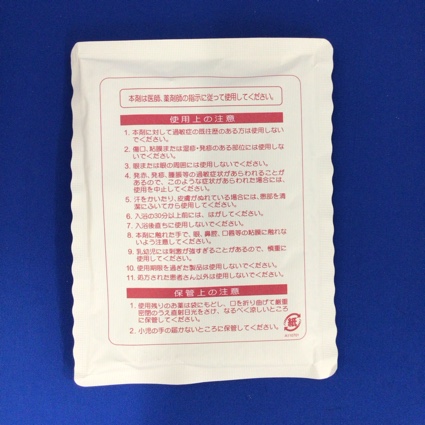 本剤は医師、薬剤師の指示に従って使用してください。
使用上の注意
1. 本剤に対して過敏症の既往歴のある方は使用しない
でください。
2. 傷口、粘膜または湿疹・発疹のある部位には使用しな
いでください。
3. 眼または眼の周囲には使用しないでください。
4. 発赤、発疹、腫脹等の過敏症状があらわれることが
あるので、このような症状があらわれた場合には、
使用を中止してください。
5. 汗をかいたり、皮膚がぬれている場合には、患部を清
潔にふいてから使用してください。
6. 入浴の30分以上前には、はがしてください。
7. 入浴後直ちに使用しないでください。
8. 本剤に触れた手で、眼、鼻腔、口唇等の粘膜に触れな
いよう注意してください。
9. 乳幼児には刺激が強すぎることがあるので、慎重に
使用してください。
10. 使用期限を過ぎた製品は使用しないでください。
11. 処方された患者さん以外は使用しないでください。
保管上の注意
1. 使用残りのお薬は袋にもどし、口を折り曲げて厳重
密閉のうえ直射日光をさけ、なるべく涼しいところ
に保管してください。
2. 小児の手の届かないところに保管してください。
紙